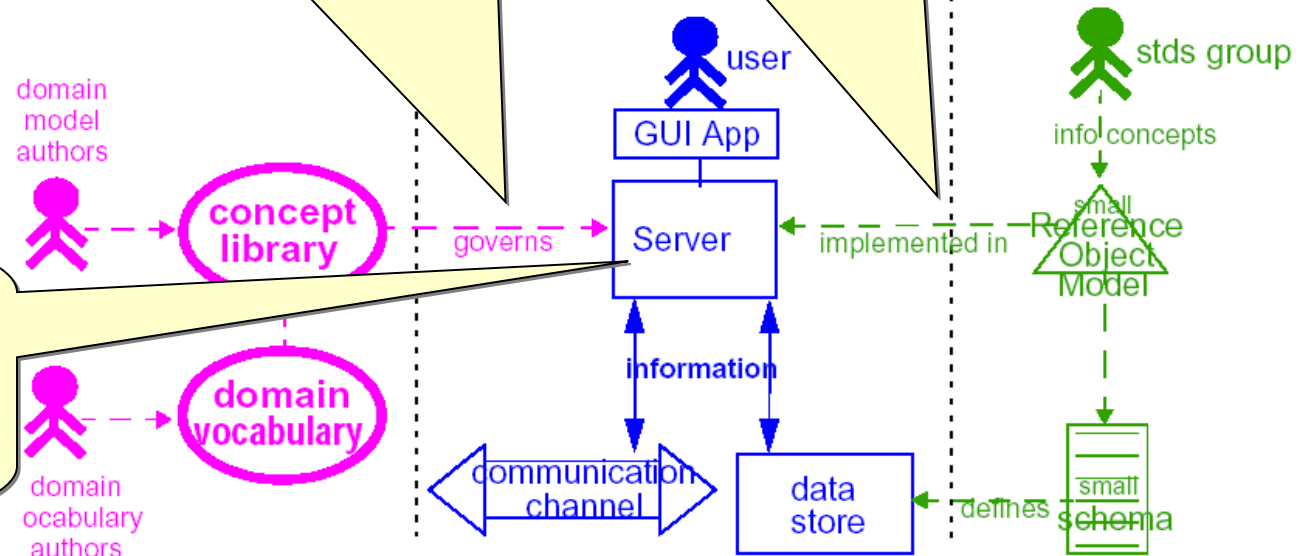 domain
model
authors
concept
library
domain
vocabulary
domain
ocabulary
authors
governs
user
GUI App
Server
information
communication
channel
data
store
implemented in
stds group
info concepts
small
Reference
Object
Model
defines
small
schema